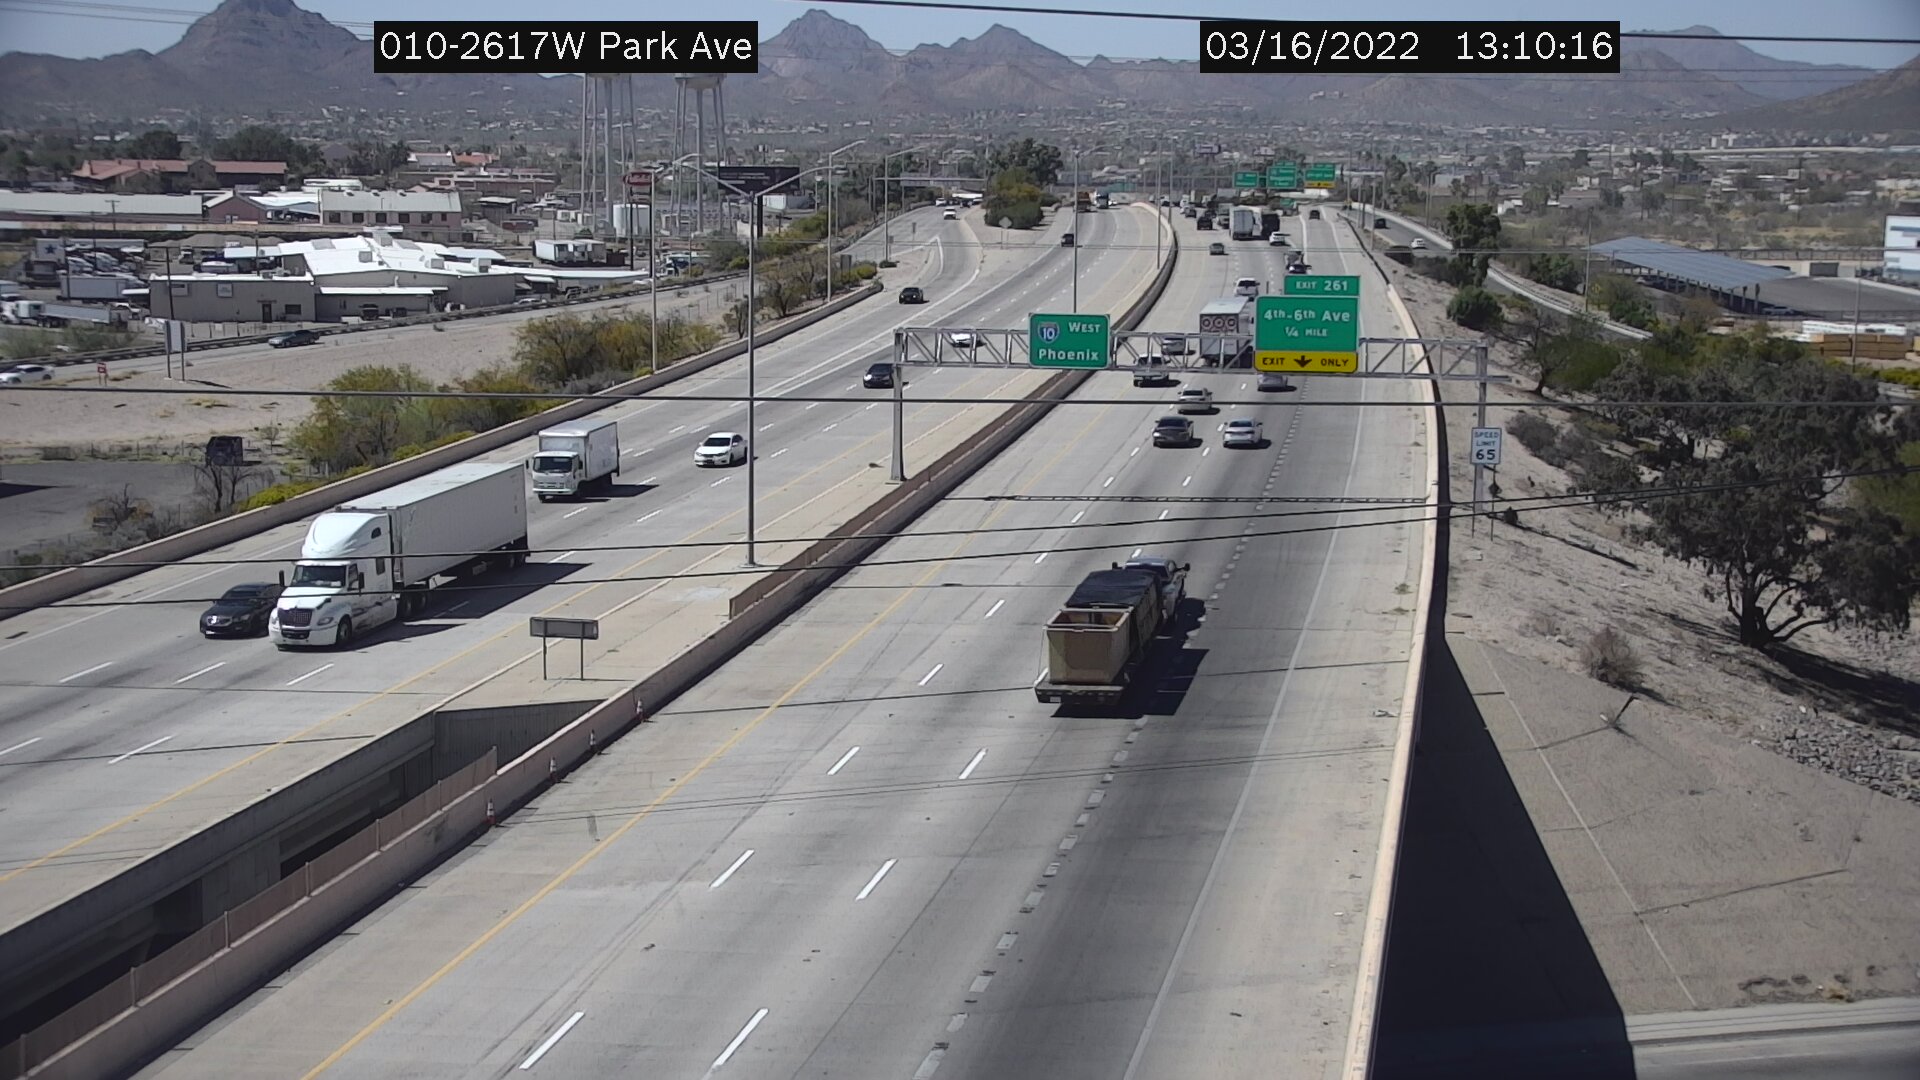 010-2617W Park Ave
03/16/2022 13:10:16
EXIT 261
4th-6th Ave
1/4 MILE
EXIT ONLY
10 WEST
Phoenix
SPEED
LIMIT
65